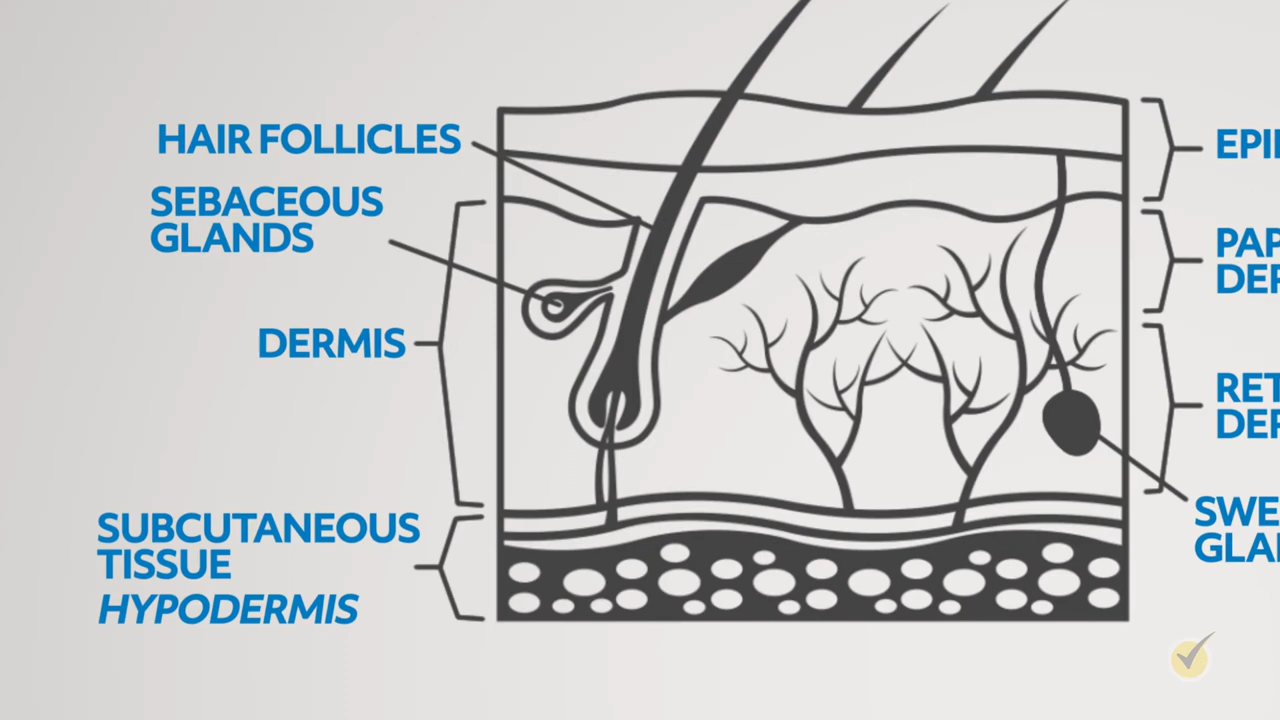 HAIR FOLLICLES
SEBACEOUS
GLANDS
DERMIS
SUBCUTANEOUS
TISSUE
HYPODERMIS
EPI
PAP
DER
RET
DER
SWE
GLA